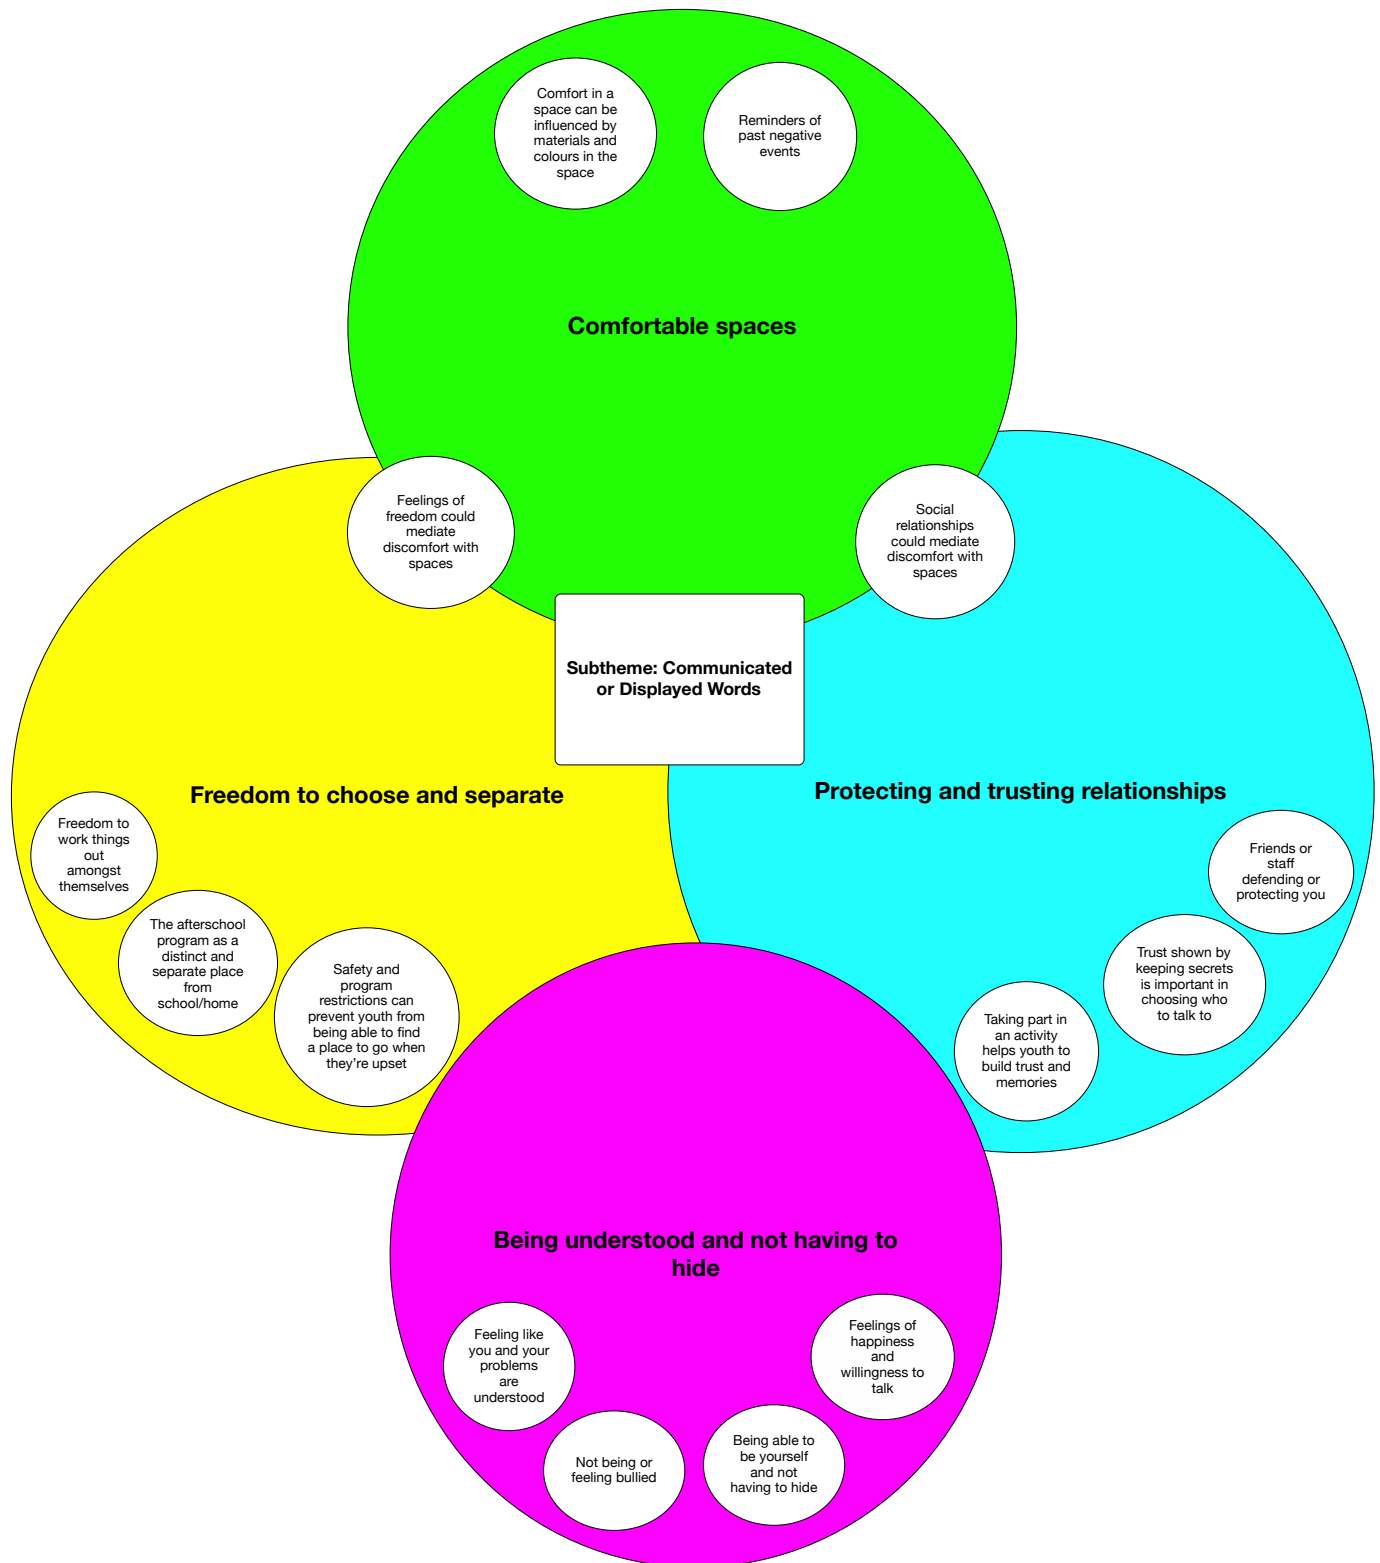 Comfort in a
space can be
influenced by
materials and
colours in the
space
Reminders of
past negative
events
Comfortable spaces
Feelings of
freedom could
mediate
discomfort with
spaces
Social
relationships
could mediate
discomfort with
spaces
Subtheme: Communicated
or Displayed Words
Freedom to choose and separate
Protecting and trusting relationships
Freedom to
work things
out
amongst
themselves
The afterschool
program as a
distinct and
separate place
from
school/home
Safety and
program
restrictions can
prevent youth from
being able to find
a place to go when
they're upset
Friends or
staff
defending or
protecting you
Trust shown by
keeping secrets
is important in
choosing who
to talk to
Taking part in
an activity
helps youth to
build trust and
memories
Being understood and not having to
hide
Feeling like
you and your
problems
are
understood
Not being or
feeling bullied
Being able to
be yourself
and not
having to hide
Feelings of
happiness
and
willingness to
talk